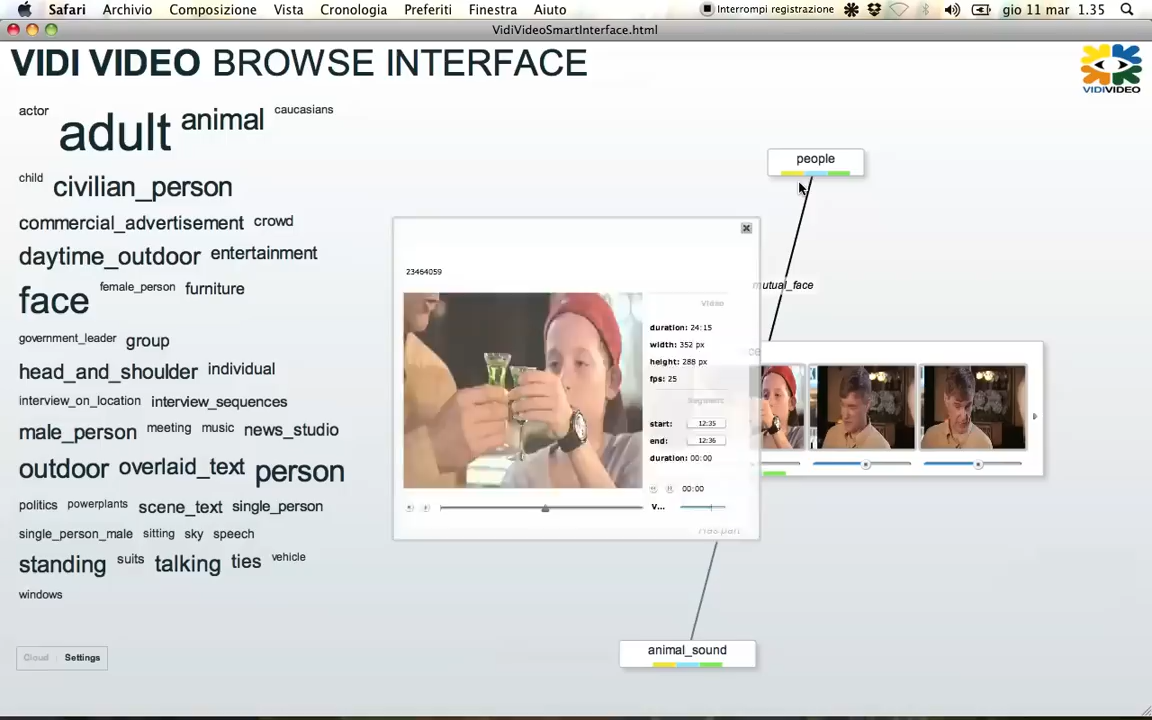 Safari Archivio Composizione Vista Cronologia Preferiti Finestra Aiuto Interrompi registrazione gio 11 mar 1.35
VidiVideoSmartInterface.html
VIDI VIDEO BROWSE INTERFACE
VIDIVIDEO
actor adult animal caucasians
child civilian_person
commercial_advertisement crowd
daytime_outdoor entertainment
face female_person furniture
government_leader group
head_and_shoulder individual
interview_on_location interview_sequences
male_person meeting music news_studio
outdoor overlaid_text person
politics powerplants scene_text single_person
single_person_male sitting sky speech
standing suits talking ties vehicle
windows
Cloud Settings
people
mutual_face
23464059
Video
duration: 24:15
width: 352 px
height: 288 px
fps: 25
Segment
start: 12:35
end: 12:36
duration: 00:00
00:00
V...
Has part
animal_sound